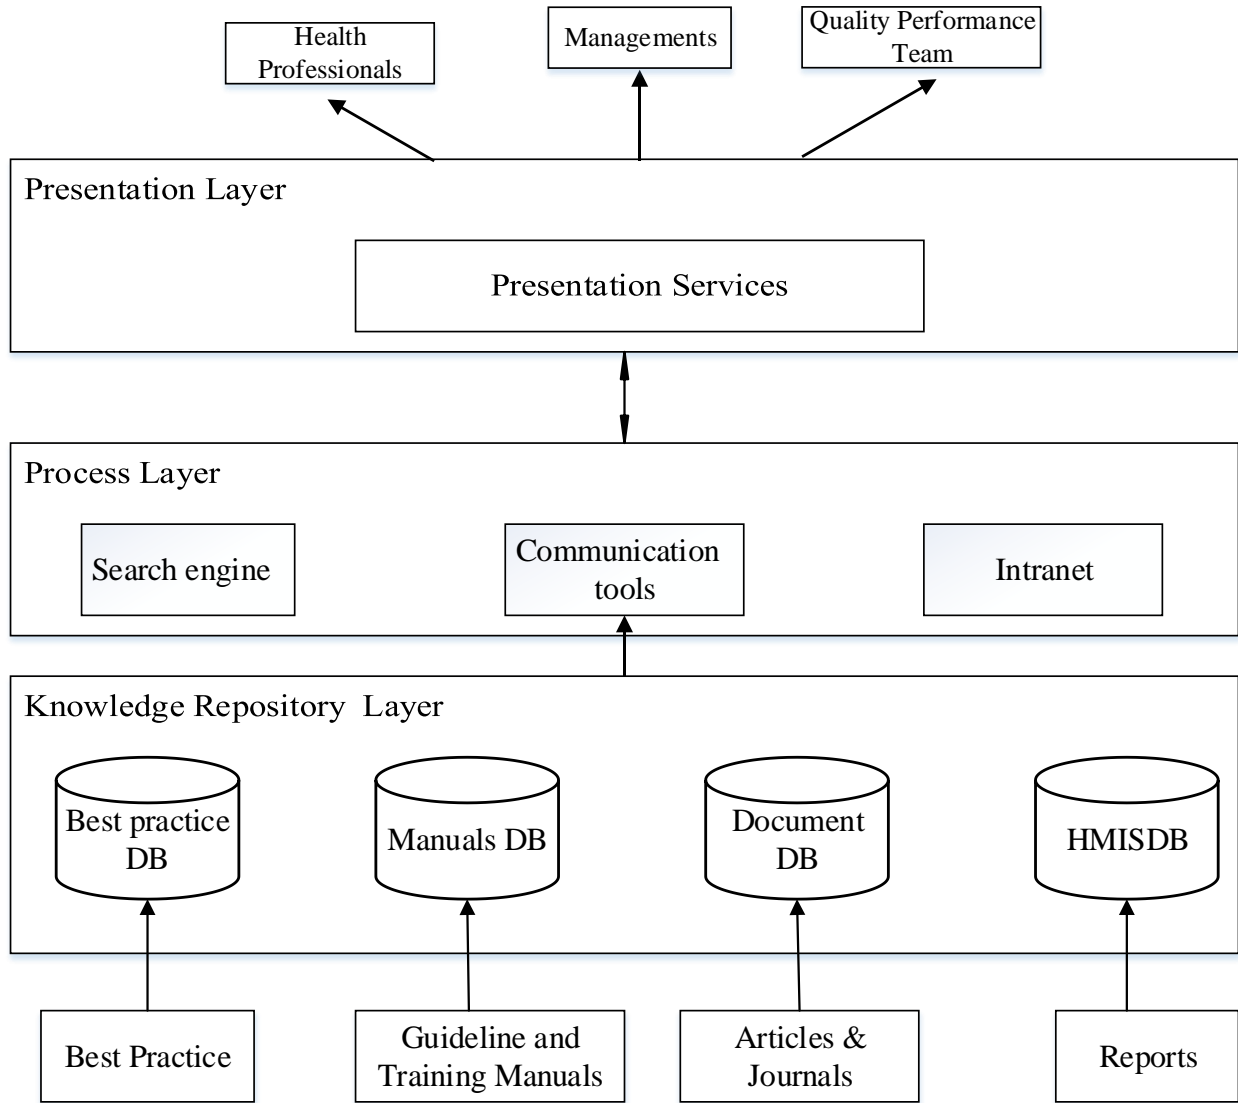 Health
Professionals
Managements
Quality Performance
Team
Presentation Layer
Presentation Services
Process Layer
Search engine
Communication
tools
Intranet
Knowledge Repository Layer
Best practice
DB
Manuals DB
Document
DB
HMISDB
Best Practice
Guideline and
Training Manuals
Articles &
Journals
Reports